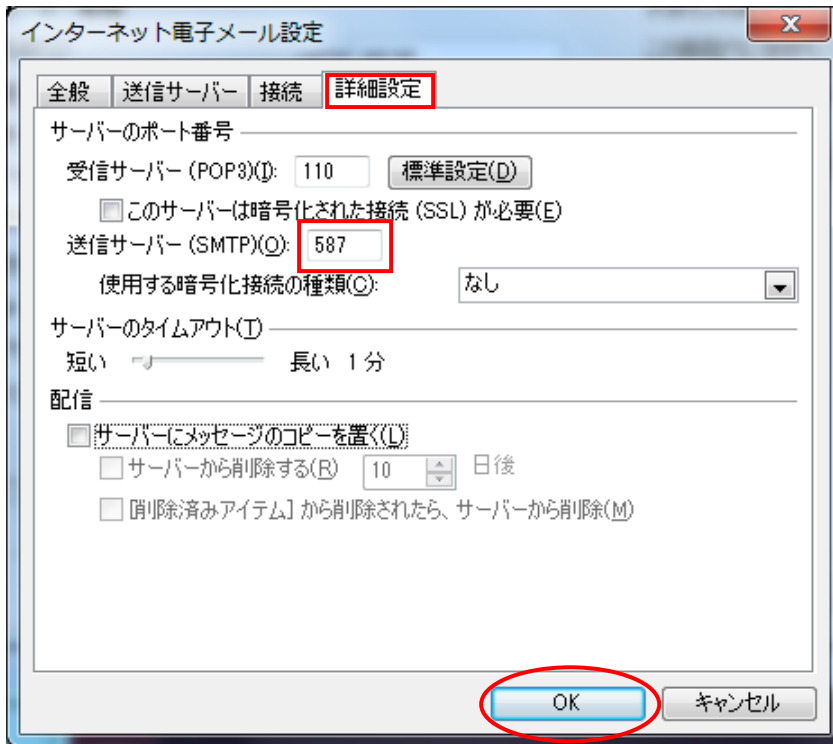 インターネット電子メール設定
全般 送信サーバー 接続 詳細設定
サーバーのポート番号
受信サーバー (POP3)(I): 110 標準設定(D)
このサーバーは暗号化された接続 (SSL) が必要(E)
送信サーバー (SMTP)(O): 587
使用する暗号化接続の種類(C): なし
サーバーのタイムアウト(T)
短い 長い 1 分
配信
サーバーにメッセージのコピーを置く(L)
サーバーから削除する(R) 10 日後
[削除済みアイテム] から削除されたら、サーバーから削除(M)
OK キャンセル